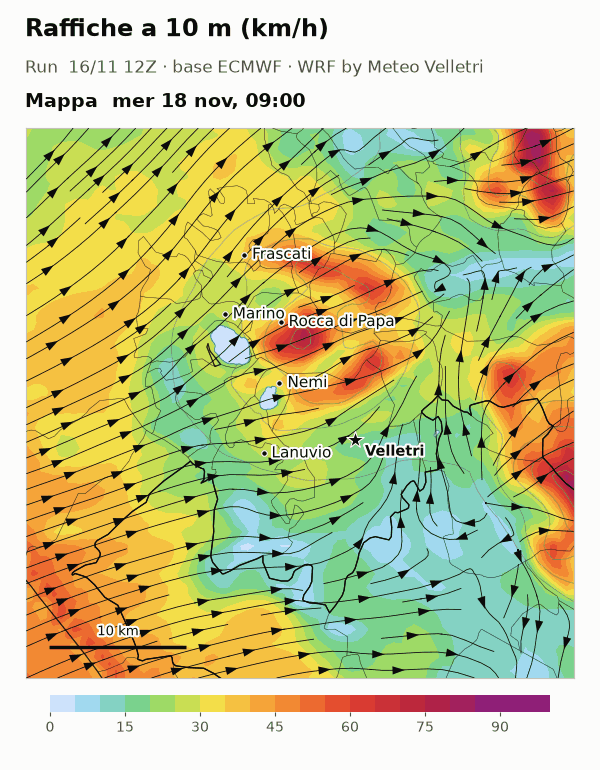 Raffiche a 10 m (km/h)
Run  16/11 12Z · base ECMWF · WRF by Meteo Velletri
Mappa  mer 18 nov, 09:00
Frascati
Marino
Rocca di Papa
Nemi
Lanuvio
Velletri
10 km
0 15 30 45 60 75 90